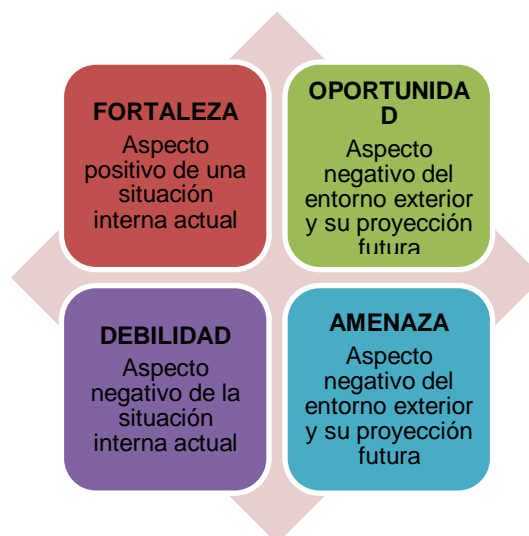 FORTALEZA
Aspecto
positivo de una
situación
interna actual
OPORTUNIDA
D
Aspecto
negativo del
entorno exterior
y su proyección
futura
DEBILIDAD
Aspecto
negativo de la
situación
interna actual
AMENAZA
Aspecto
negativo del
entorno exterior
y su proyección
futura